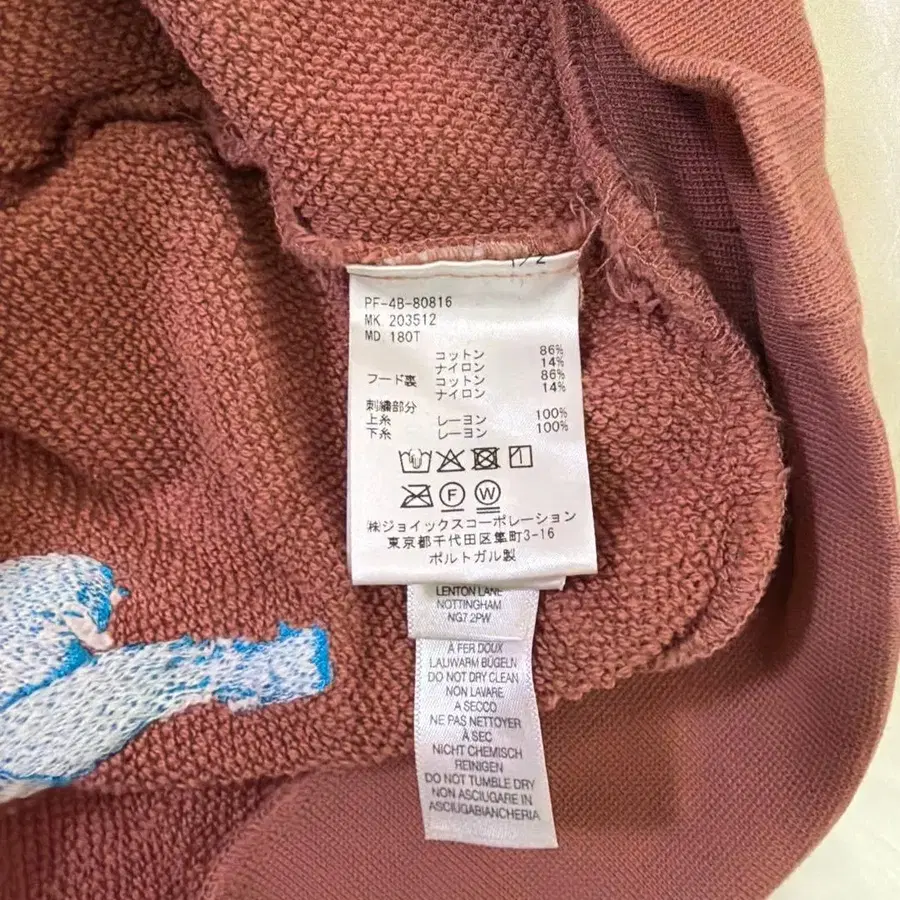 1/2
PF-4B-80816
MK 203512
MD 180T
コットン 86%
ナイロン 14%
フード裏 コットン 86%
ナイロン 14%
刺繍部分
上糸 レーヨン 100%
下糸 レーヨン 100%
F W
㈱ジョイックスコーポレーション
東京都千代田区隼町3-16
ポルトガル製
LENTON LANE
NOTTINGHAM
NG7 2PW
À FER DOUX
LAUWARM BÜGELN
DO NOT DRY CLEAN
NON LAVARE
A SECCO
NE PAS NETTOYER
À SEC
NICHT CHEMISCH
REINIGEN
DO NOT TUMBLE DRY
NON ASCIUGARE IN
ASCIUGABIANCHERIA